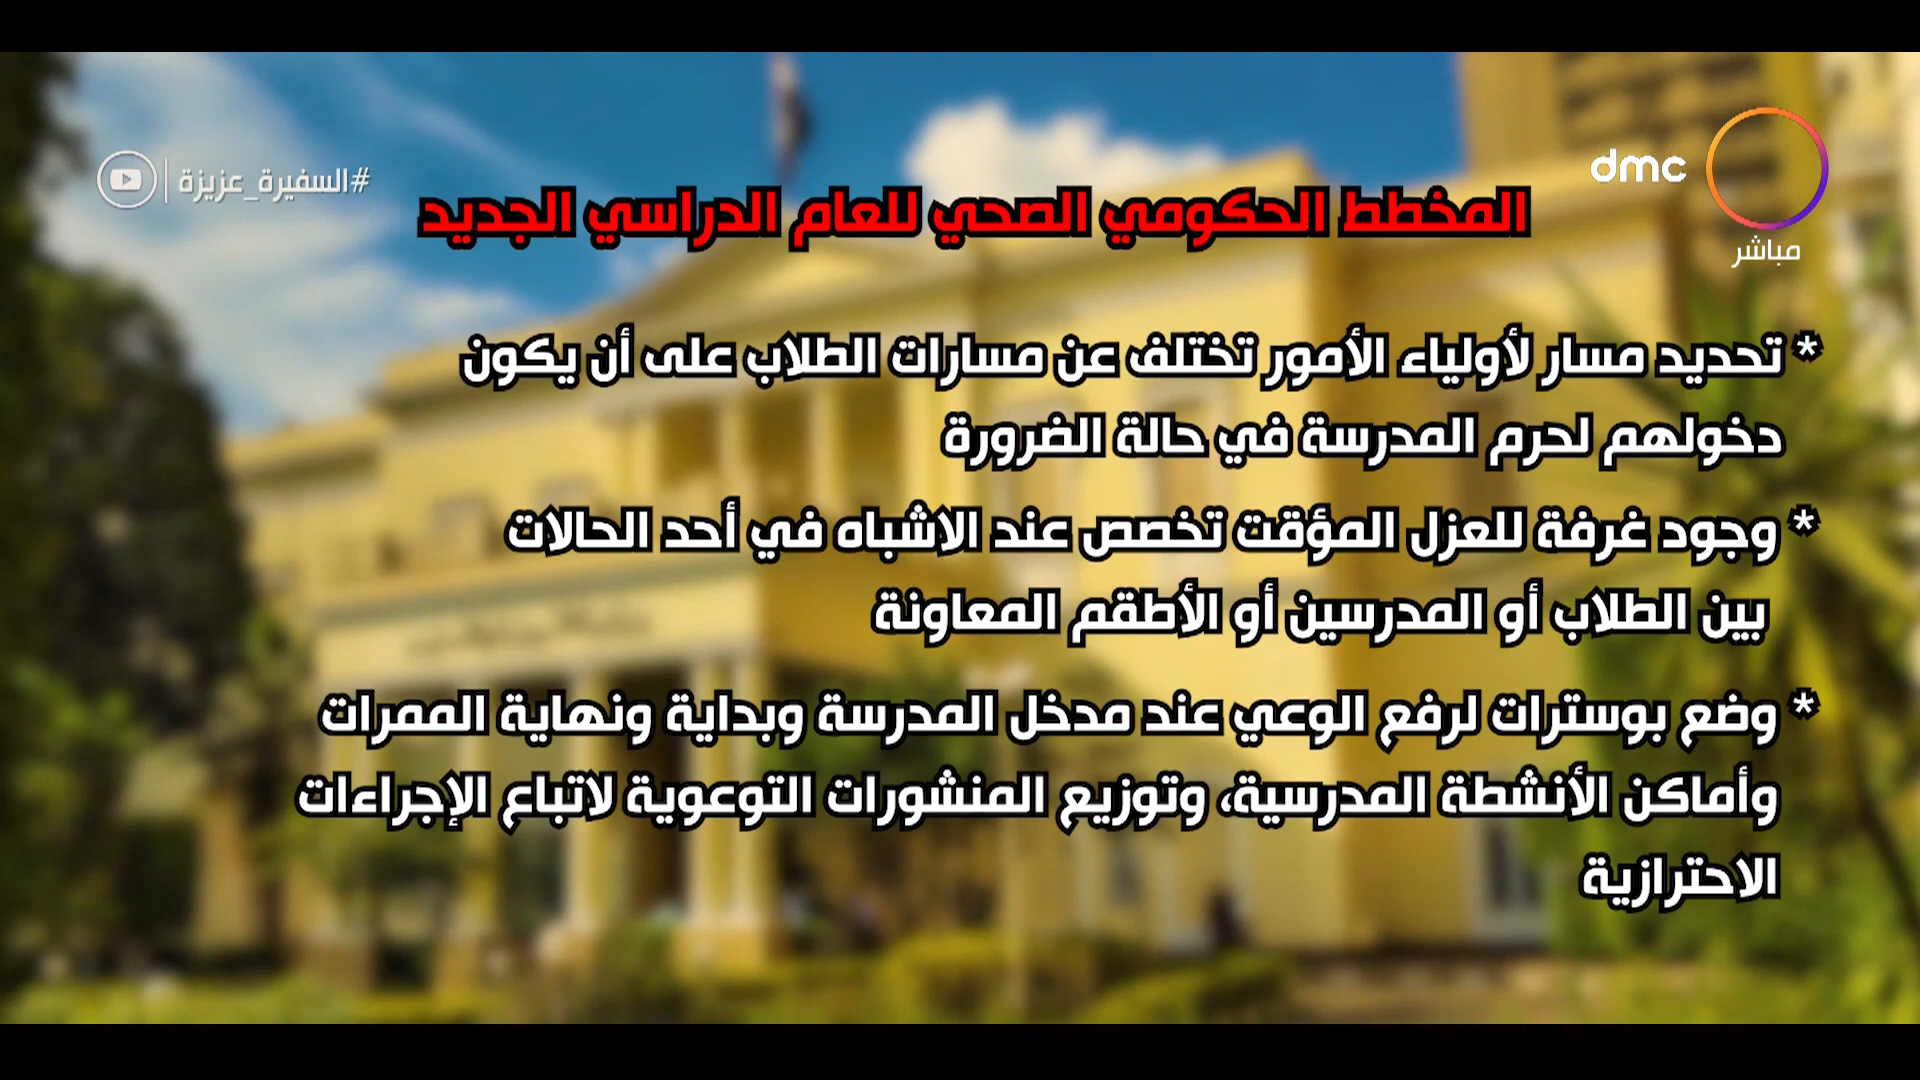 #السفيرة_عزيزة
dmc
مباشر
المخطط الحكومي الصحي للعام الدراسي الجديد
* تحديد مسار لأولياء الأمور تختلف عن مسارات الطلاب على أن يكون
دخولهم لحرم المدرسة في حالة الضرورة
* وجود غرفة للعزل المؤقت تخصص عند الاشباه في أحد الحالات
بين الطلاب أو المدرسين أو الأطقم المعاونة
* وضع بوسترات لرفع الوعي عند مدخل المدرسة وبداية ونهاية الممرات
وأماكن الأنشطة المدرسية، وتوزيع المنشورات التوعوية لاتباع الإجراءات
الاحترازية